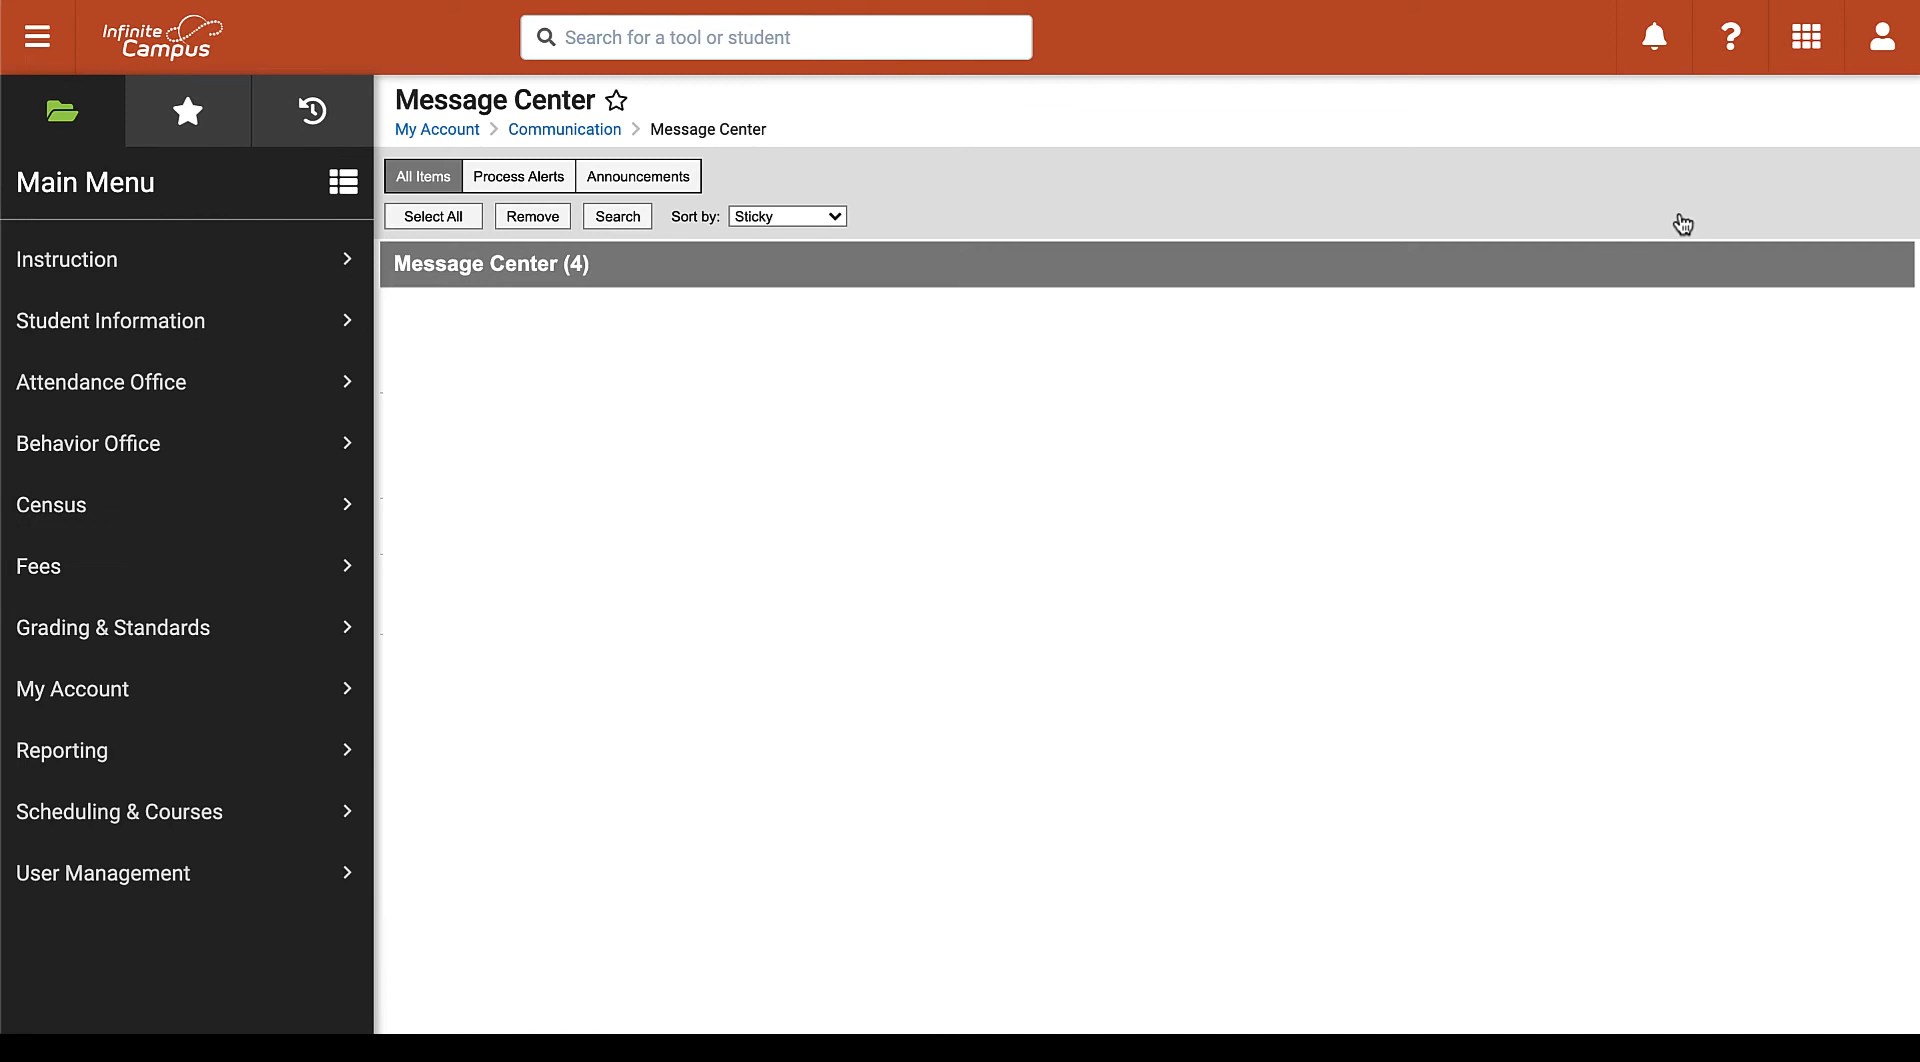 Infinite
Campus
Search for a tool or student
?
Message Center
My Account > Communication > Message Center
Main Menu
All Items Process Alerts Announcements
Select All Remove Search Sort by: Sticky
Message Center (4)
Instruction
Student Information
Attendance Office
Behavior Office
Census
Fees
Grading & Standards
My Account
Reporting
Scheduling & Courses
User Management